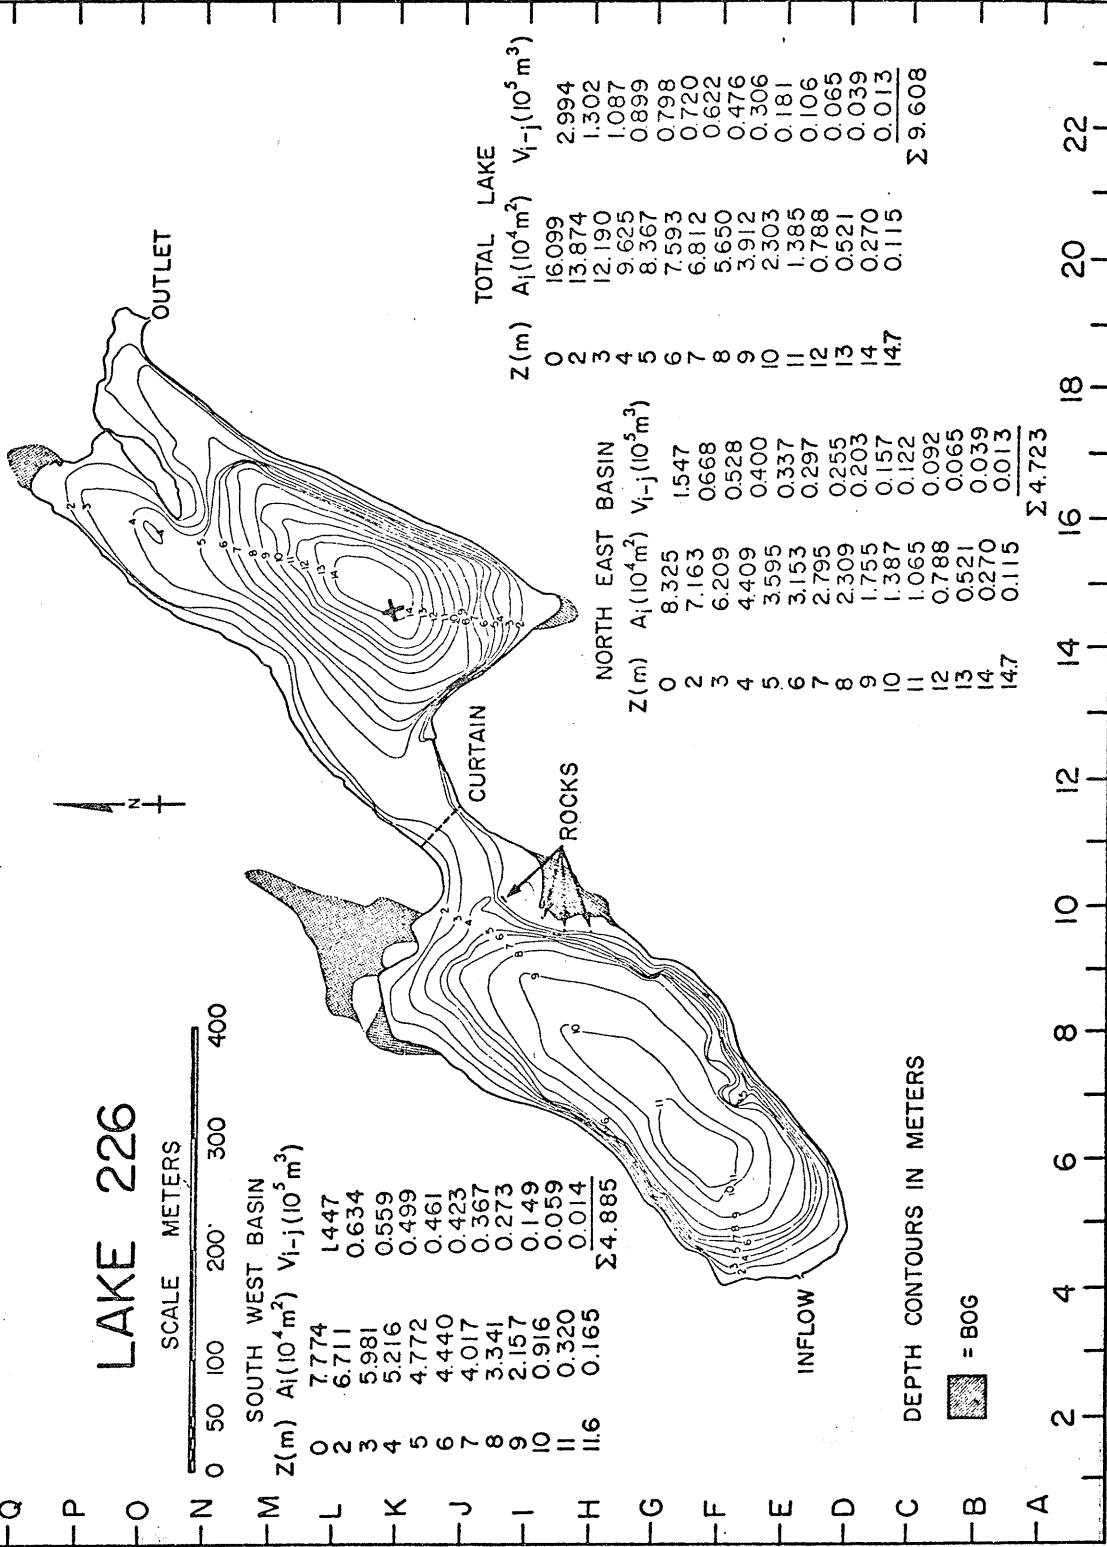 LAKE 226
SCALE METERS
0 50 100 200 300 400
SOUTH WEST BASIN
Z(m) Ai(10⁴m²) Vi-j(10⁵m³)
0 7.774
2 6.711 1.447
3 5.981 0.634
4 5.216 0.559
5 4.772 0.499
6 4.440 0.461
7 4.017 0.423
8 3.341 0.367
9 2.157 0.273
10 0.916 0.149
11 0.320 0.059
11.6 0.165 0.014
Σ4.885
N
OUTLET
CURTAIN
ROCKS
INFLOW
TOTAL LAKE
Z(m) Ai(10⁴m²) Vi-j(10⁵m³)
0 16.099
2 13.874 2.994
3 12.190 1.302
4 9.625 1.087
5 8.367 0.899
6 7.593 0.798
7 6.812 0.720
8 5.650 0.622
9 3.912 0.476
10 2.303 0.306
11 1.385 0.181
12 0.788 0.106
13 0.521 0.065
14 0.270 0.039
14.7 0.115 0.013
Σ 9.608
NORTH EAST BASIN
Z(m) Ai(10⁴m²) Vi-j(10⁵m³)
0 8.325
2 7.163 1.547
3 6.209 0.668
4 4.409 0.528
5 3.595 0.400
6 3.153 0.337
7 2.795 0.297
8 2.309 0.255
9 1.755 0.203
10 1.387 0.157
11 1.065 0.122
12 0.788 0.092
13 0.521 0.065
14 0.270 0.039
14.7 0.115 0.013
Σ4.723
DEPTH CONTOURS IN METERS
= BOG
Q
P
O
N
M
L
K
J
I
H
G
F
E
D
C
B
A
2 4 6 8 10 12 14 16 18 20 22